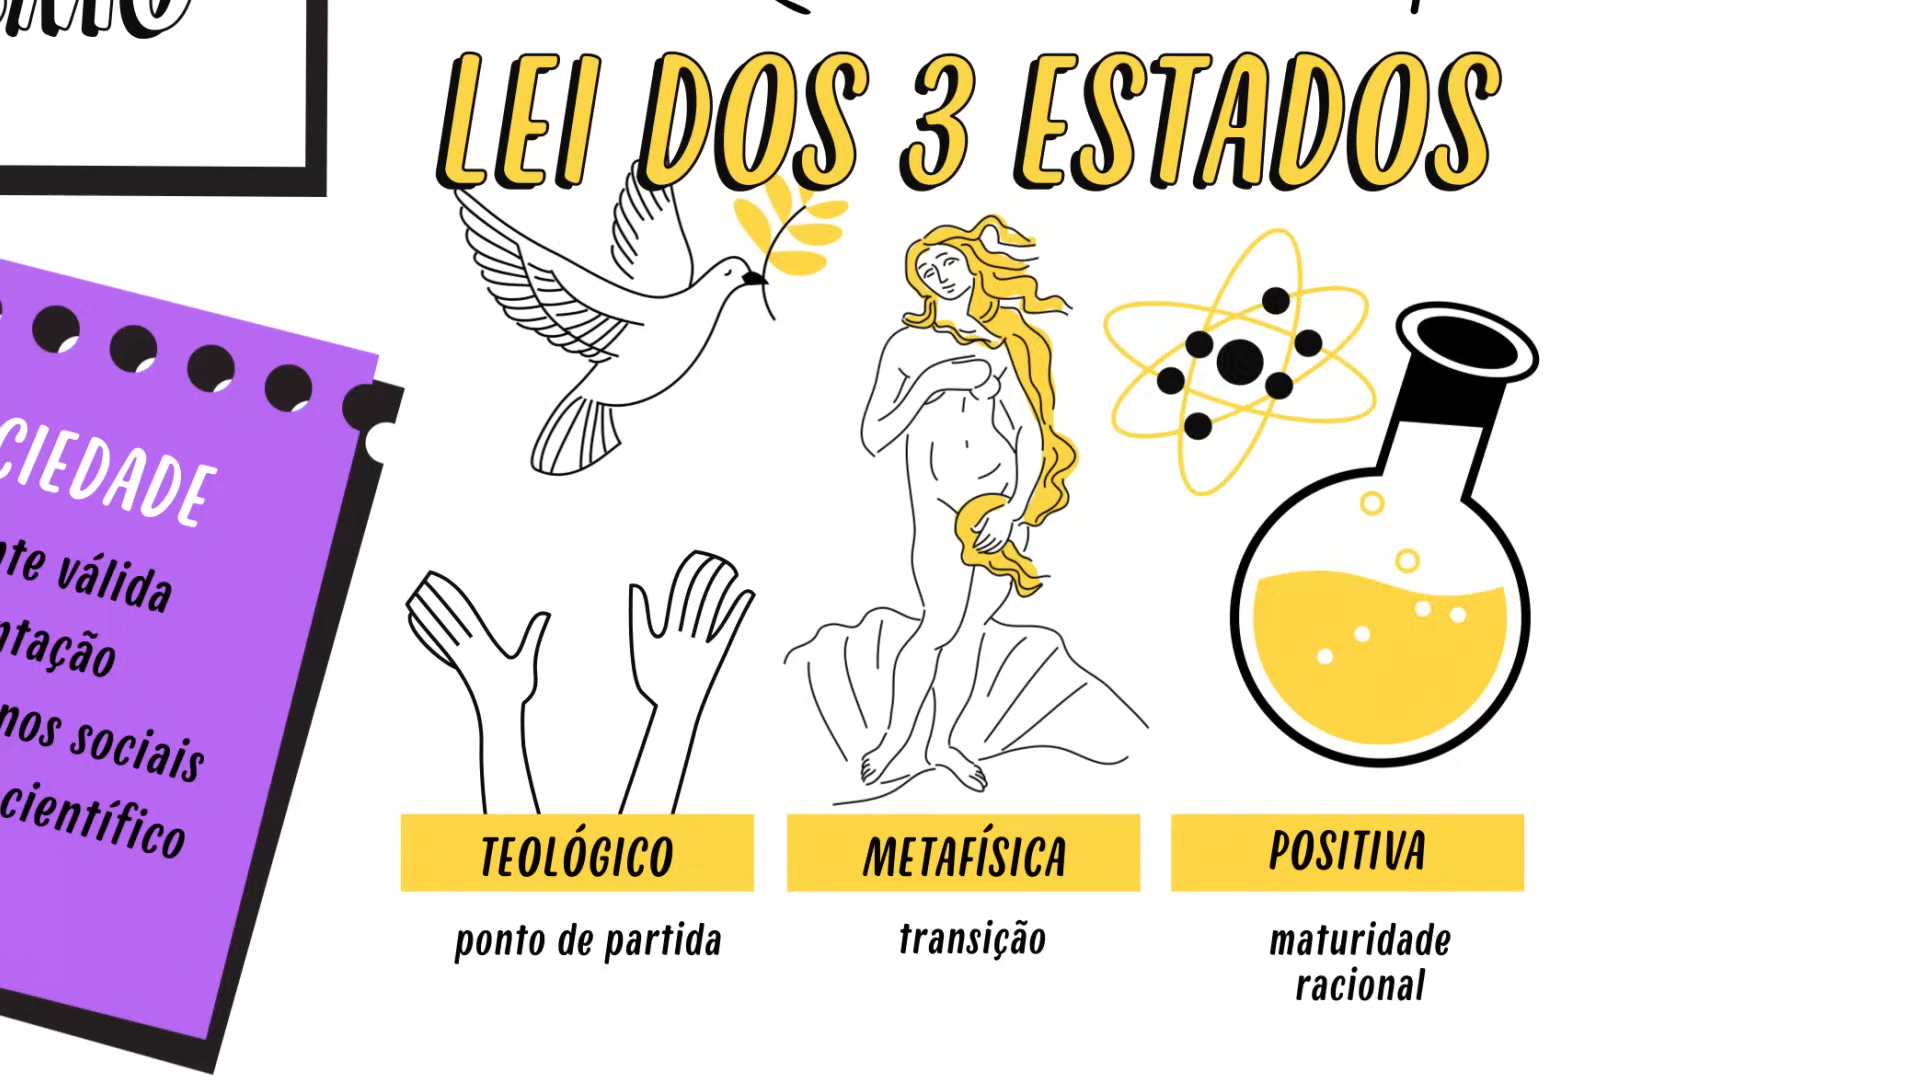 LEI DOS 3 ESTADOS
CIEDADE
nte válida
ntação
nos sociais
científico
TEOLÓGICO
METAFÍSICA
POSITIVA
ponto de partida
transição
maturidade
racional